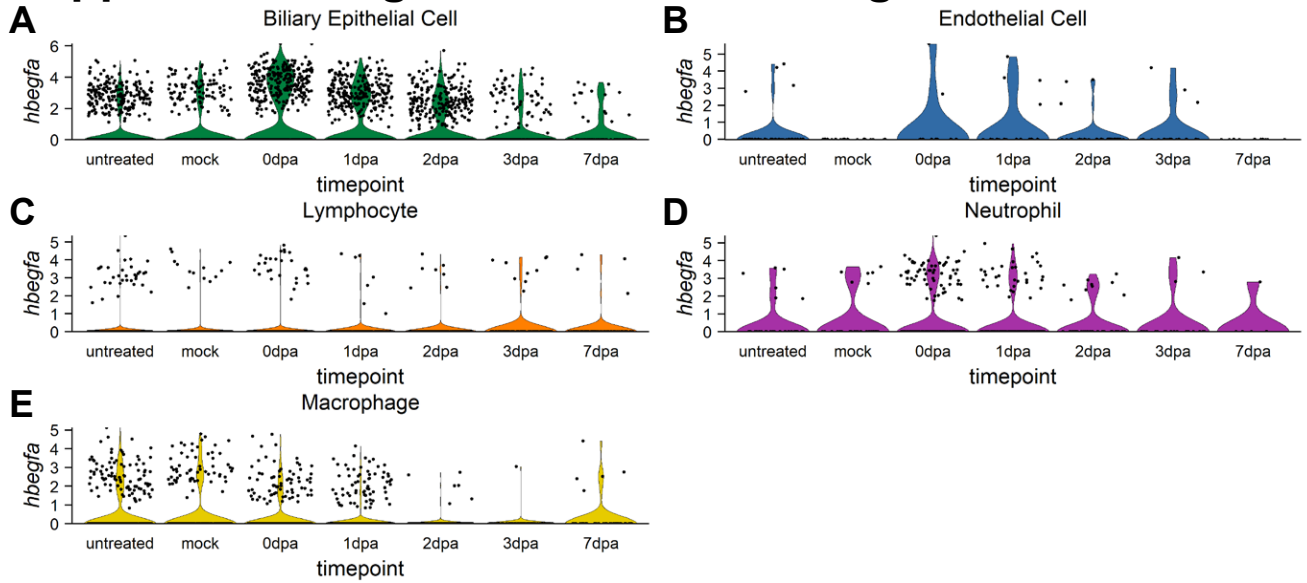 A
Biliary Epithelial Cell
6
4
2
0
hbegfa
untreated mock 0dpa 1dpa 2dpa 3dpa 7dpa
timepoint
B
Endothelial Cell
5
4
3
2
1
0
hbegfa
untreated mock 0dpa 1dpa 2dpa 3dpa 7dpa
timepoint
C
Lymphocyte
5
4
3
2
1
0
hbegfa
untreated mock 0dpa 1dpa 2dpa 3dpa 7dpa
timepoint
D
Neutrophil
5
4
3
2
1
0
hbegfa
untreated mock 0dpa 1dpa 2dpa 3dpa 7dpa
timepoint
E
Macrophage
5
4
3
2
1
0
hbegfa
untreated mock 0dpa 1dpa 2dpa 3dpa 7dpa
timepoint